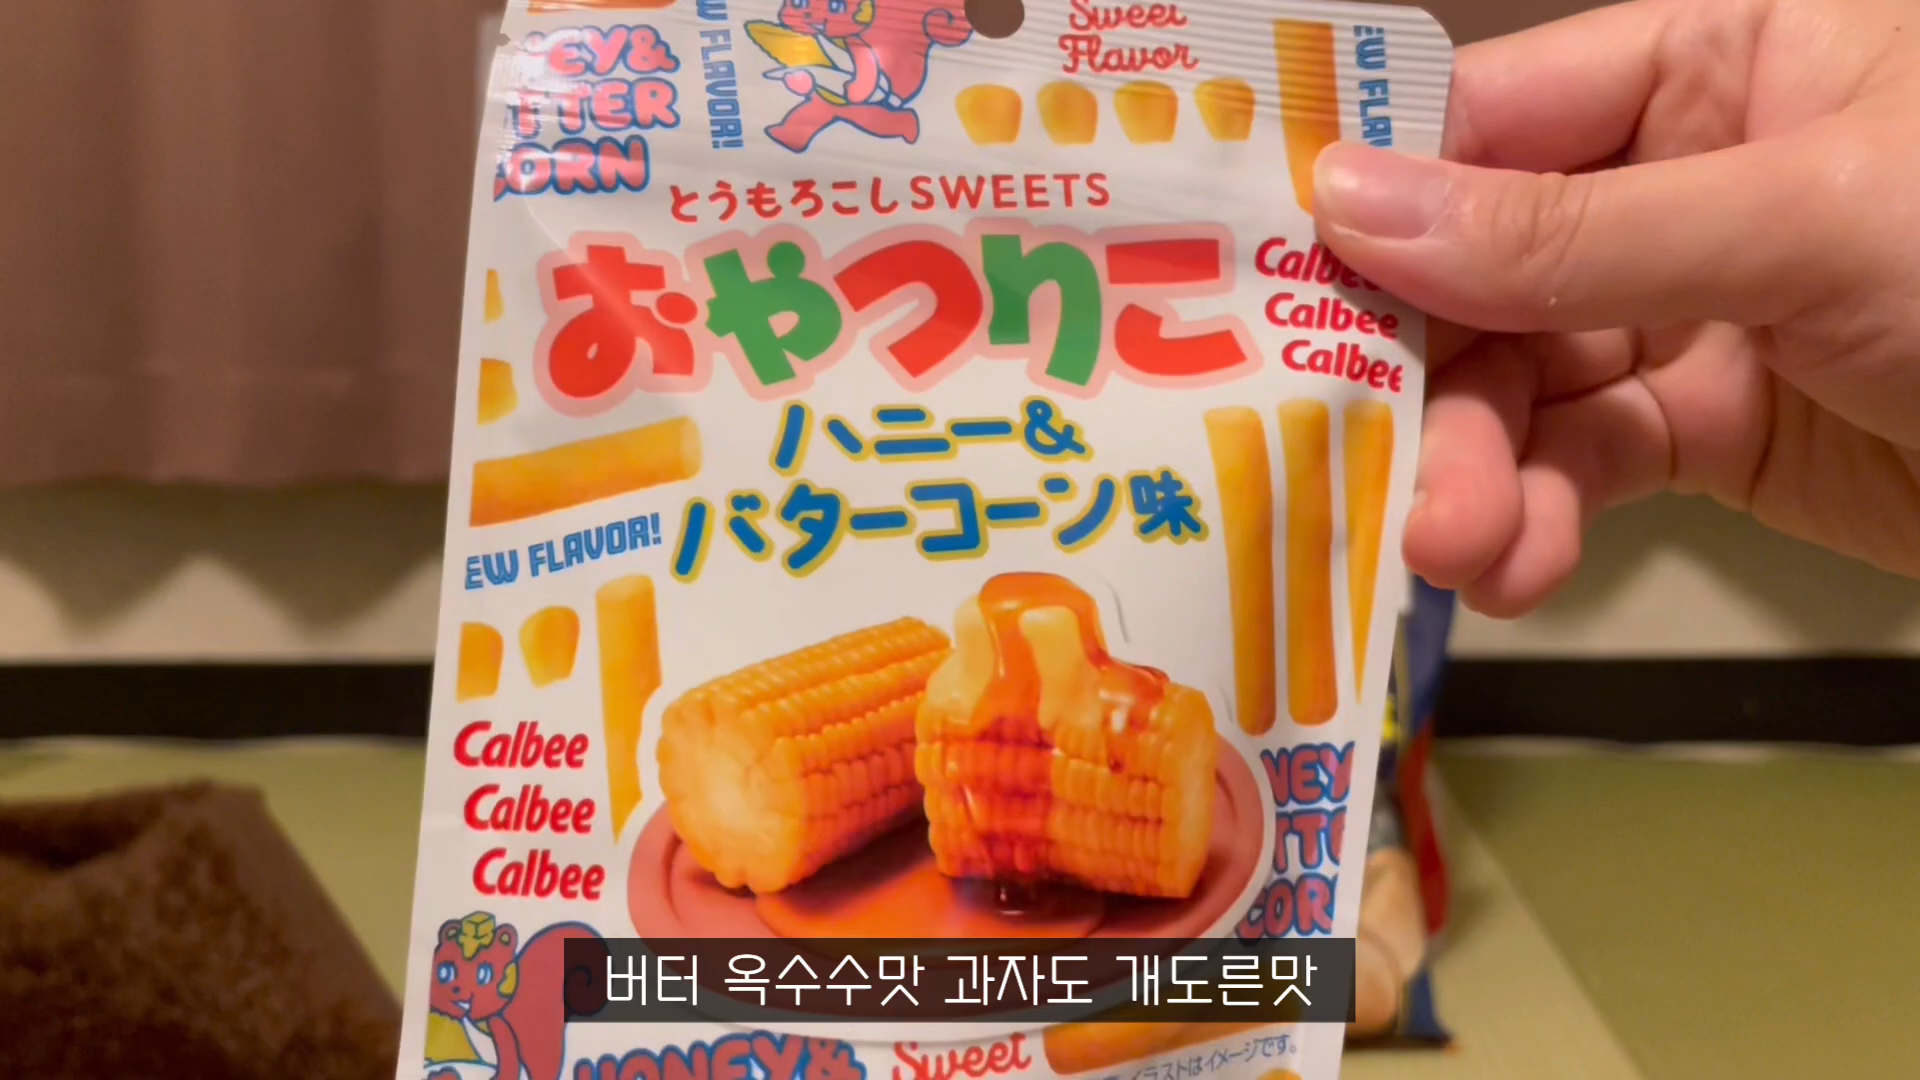 Sweet
Flavor
EY&
TTER
ORN
W FLAVOR!
EW FLA
とうもろこしSWEETS
おやつりこ
Calbee
Calbee
Calbee
ハニー&
バターコーン味
EW FLAVOR!
Calbee
Calbee
Calbee
NEY
TTE
COR
버터 옥수수맛 과자도 개도른맛
HONEY&
Sweet
イラストはイメージです。